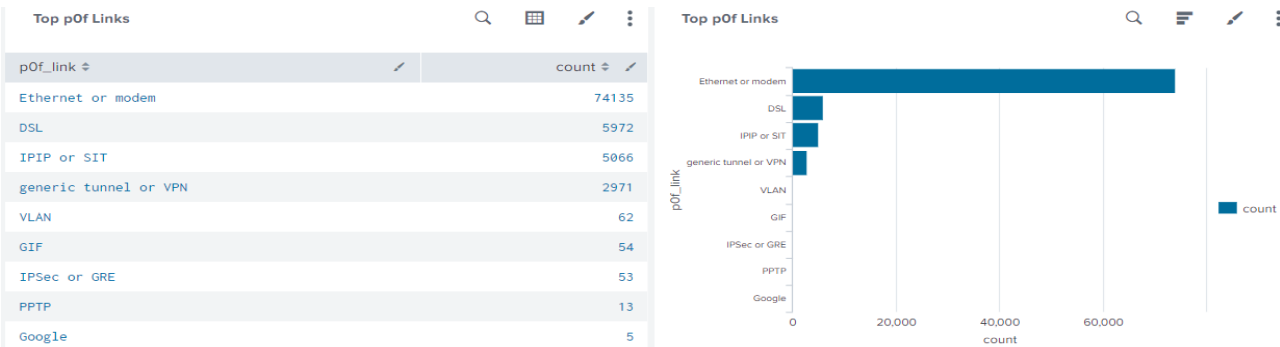 Top p0f Links
p0f_link count
Ethernet or modem 74135
DSL 5972
IPIP or SIT 5066
generic tunnel or VPN 2971
VLAN 62
GIF 54
IPSec or GRE 53
PPTP 13
Google 5
Top p0f Links
Ethernet or modem
DSL
IPIP or SIT
generic tunnel or VPN
VLAN
GIF
IPSec or GRE
PPTP
Google
p0f_link
0 20,000 40,000 60,000
count
count